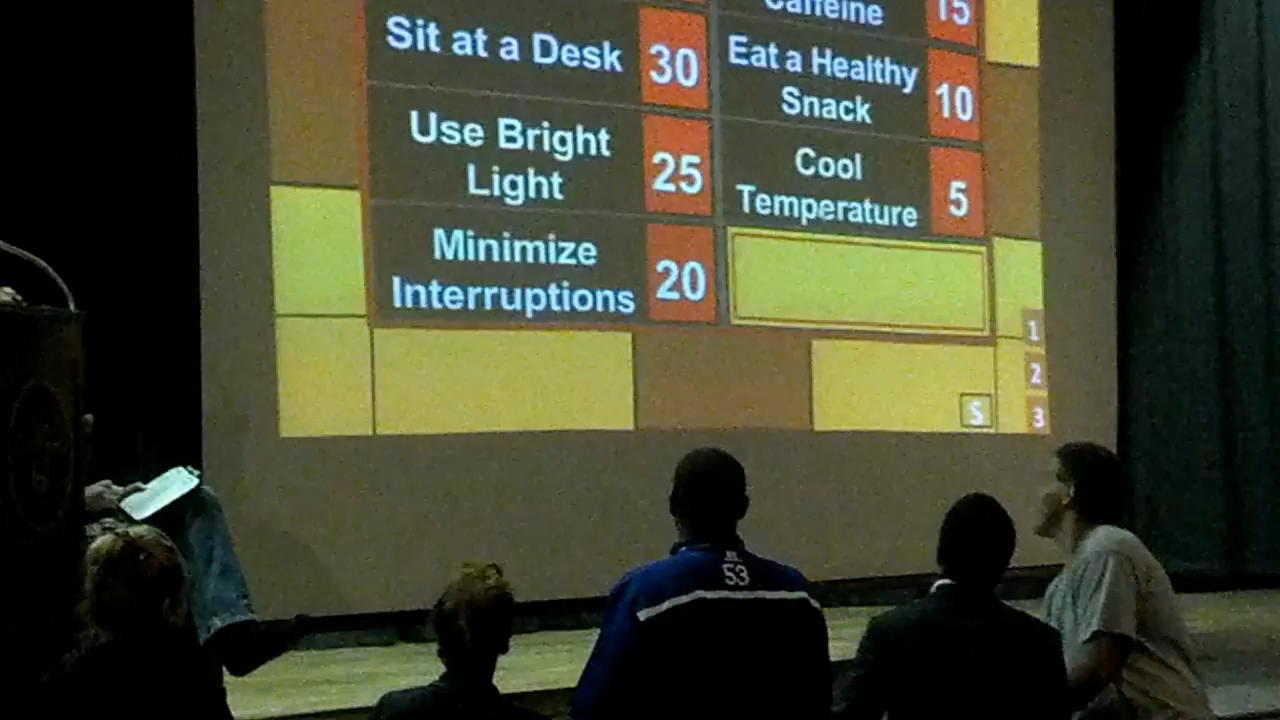 Sit at a Desk 30
Use Bright
Light 25
Minimize
Interruptions 20
Caffeine 15
Eat a Healthy
Snack 10
Cool
Temperature 5
1
2
S 3
53